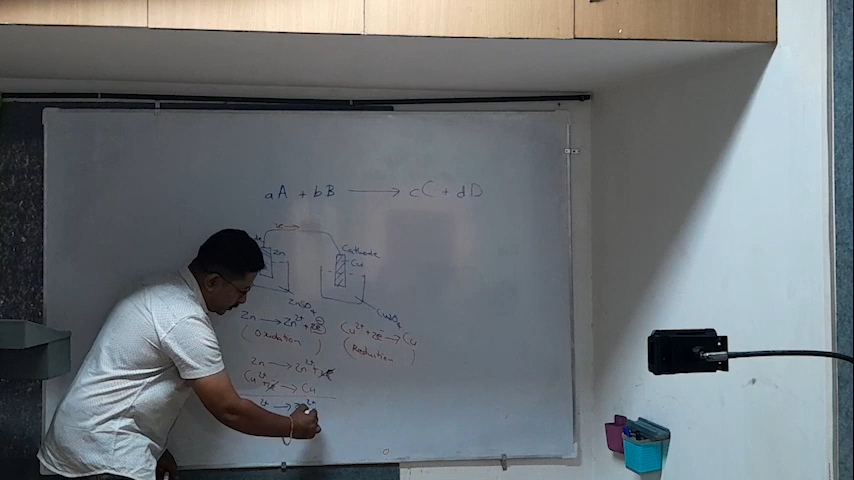 aA + bB ⟶ cC + dD
Cathode
Zn
Cu
ZnSO₄
CuSO₄
Zn ⟶ Zn²⁺ + 2e⁻
Cu²⁺ + 2e⁻ ⟶ Cu
(Oxidation)
(Reduction)
Zn ⟶ Zn²⁺ + 2e⁻
Cu²⁺ + 2e⁻ ⟶ Cu